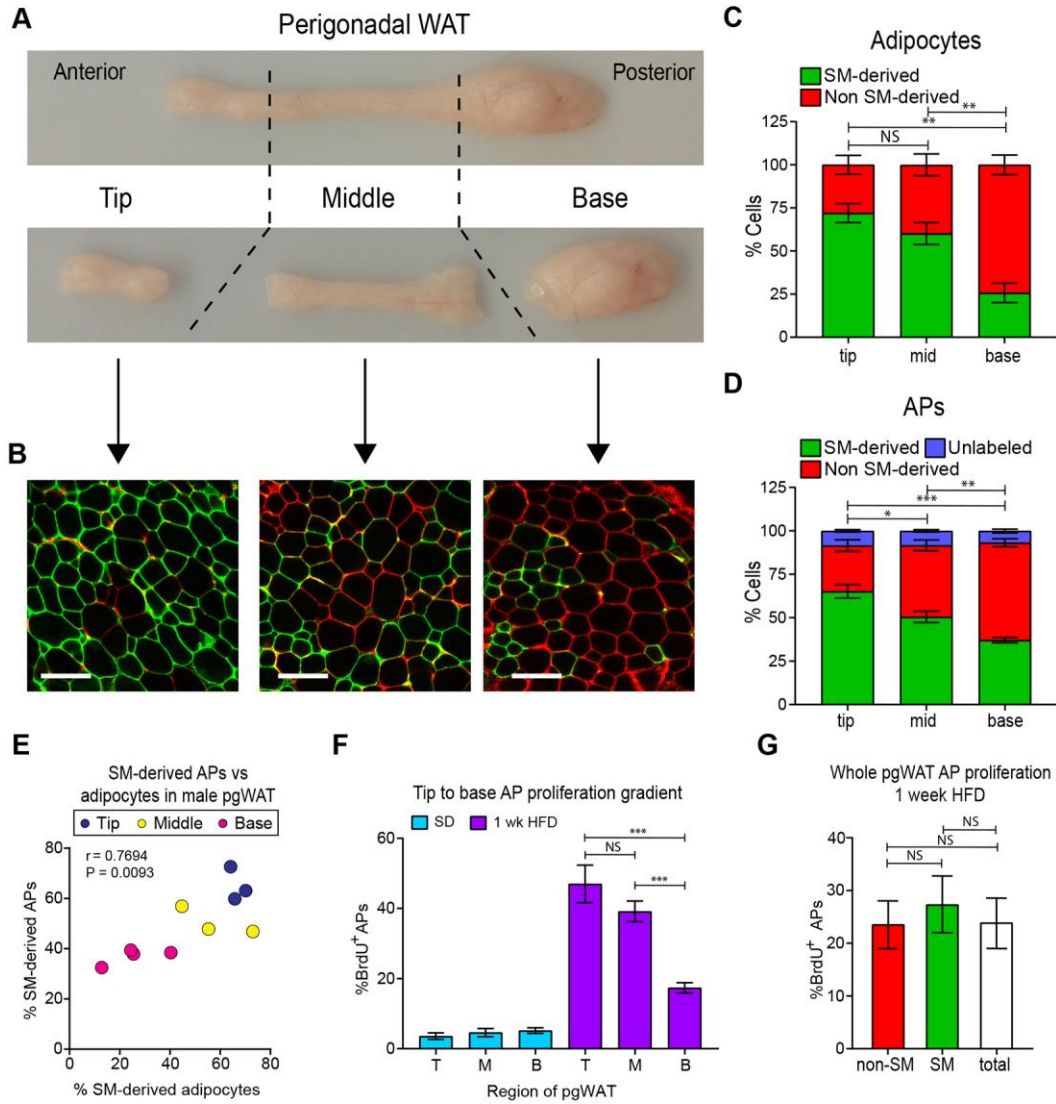 A
Perigonadal WAT
Anterior
Posterior
Tip
Middle
Base
B
C
Adipocytes
SM-derived
Non SM-derived
**
**
NS
125
100
75
50
25
0
% Cells
tip mid base
D
APs
SM-derived Unlabeled
Non SM-derived
**
***
*
125
100
75
50
25
0
% Cells
tip mid base
E
SM-derived APs vs
adipocytes in male pgWAT
Tip Middle Base
r = 0.7694
P = 0.0093
80
60
40
20
0
% SM-derived APs
0 20 40 60 80
% SM-derived adipocytes
F
Tip to base AP proliferation gradient
SD 1 wk HFD
***
NS
***
60
40
20
0
%BrdU⁺ APs
T M B T M B
Region of pgWAT
G
Whole pgWAT AP proliferation
1 week HFD
NS
NS
NS
40
30
20
10
0
%BrdU⁺ APs
non-SM SM total